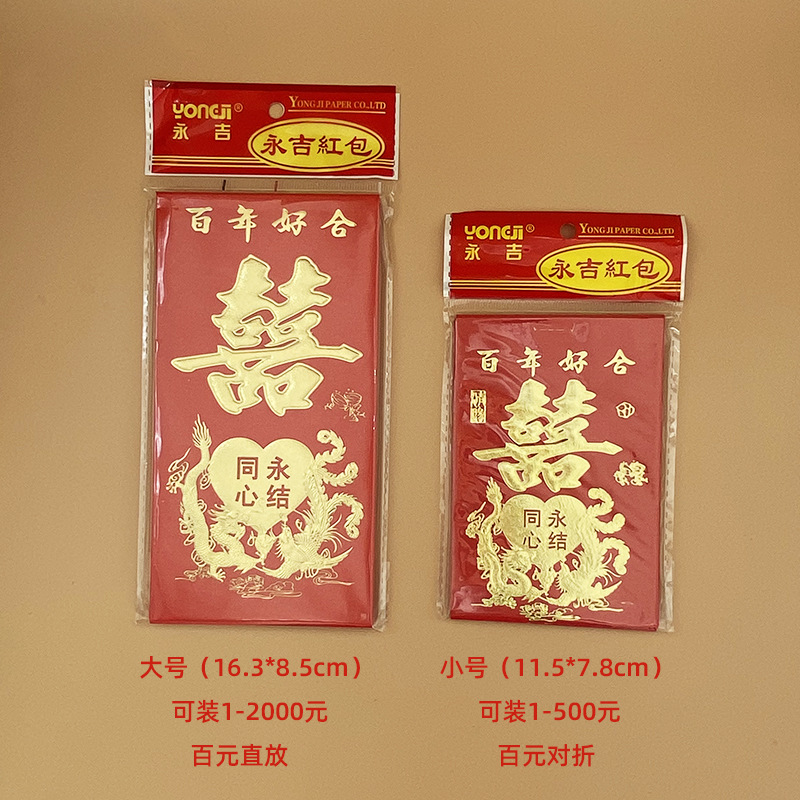 YONGJI®
永吉
YONG JI PAPER CO.,LTD
永吉紅包
百年好合
囍
同永
心结
YONGJI®
永吉
YONG JI PAPER CO.,LTD
永吉紅包
百年好合
囍
同永
心结
大号（16.3*8.5cm）
可装1-2000元
百元直放
小号（11.5*7.8cm）
可装1-500元
百元对折